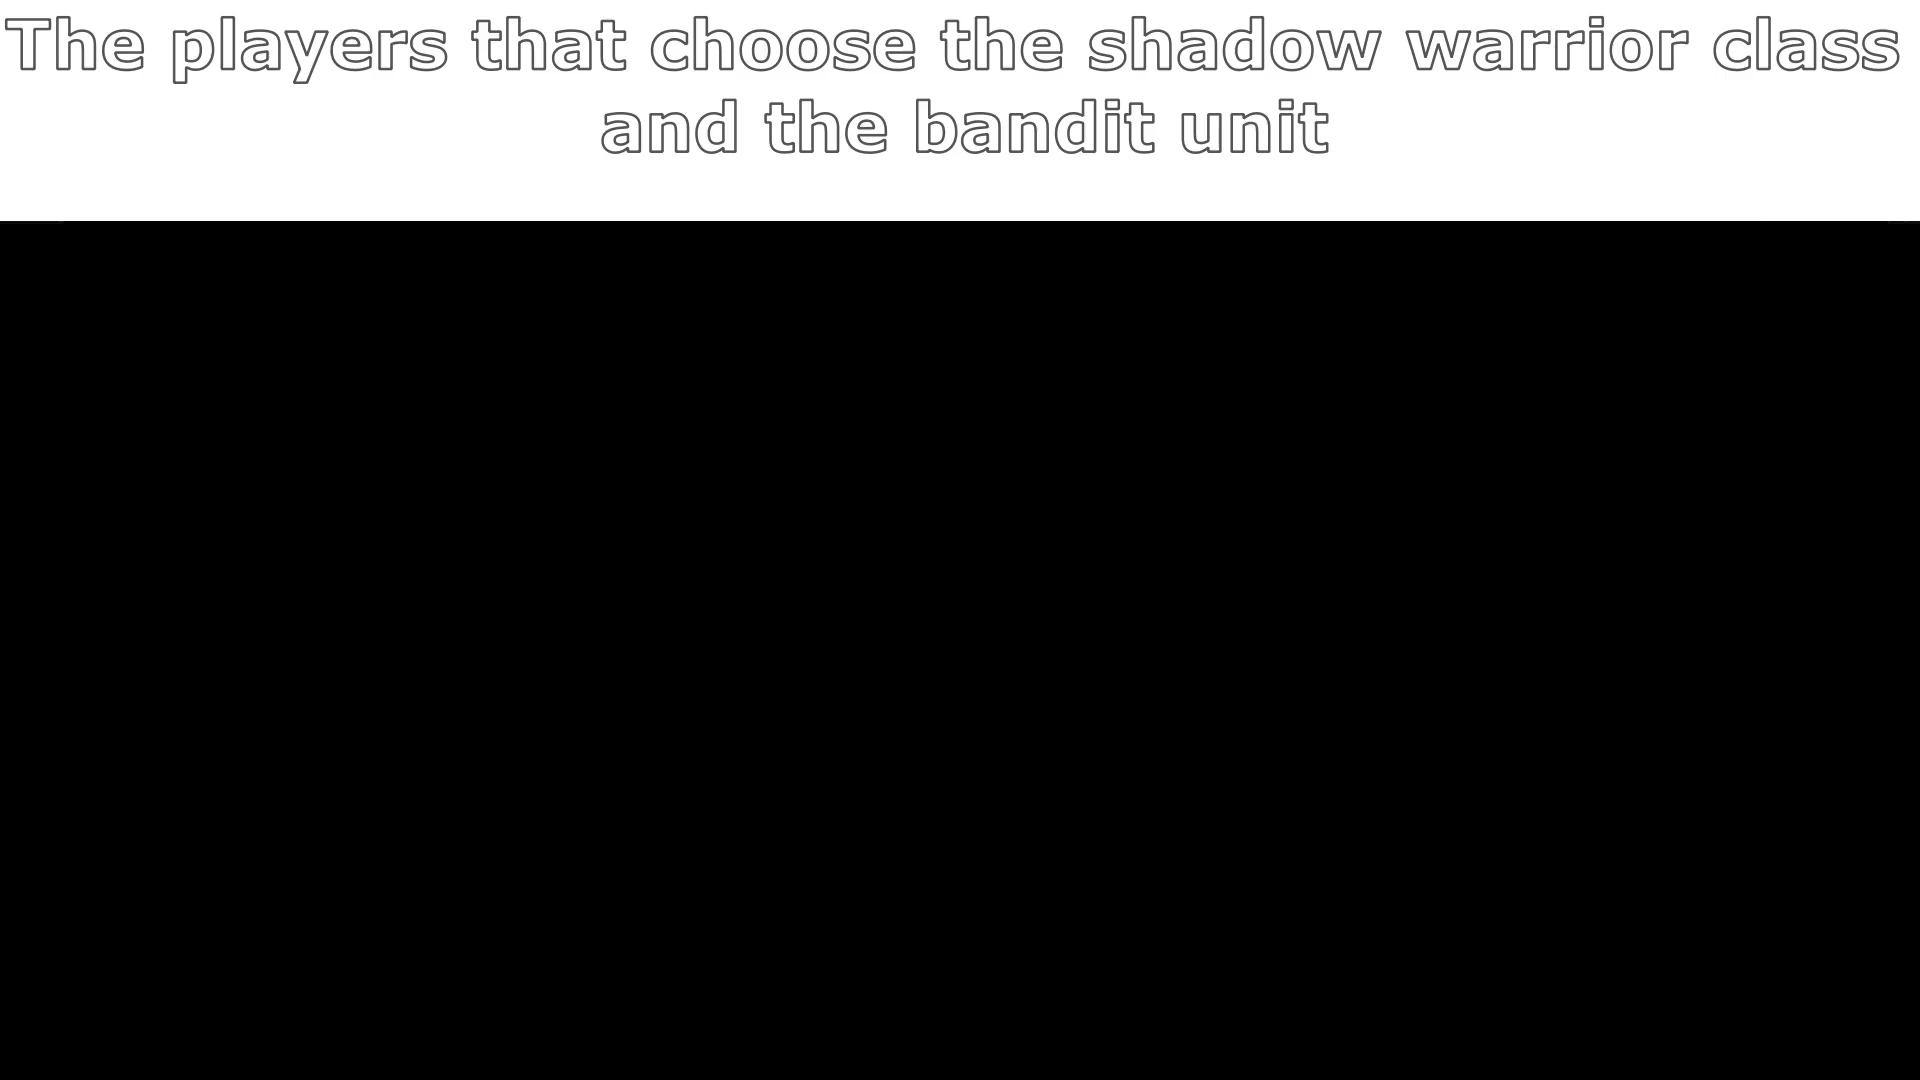 The players that choose the shadow warrior class
and the bandit unit